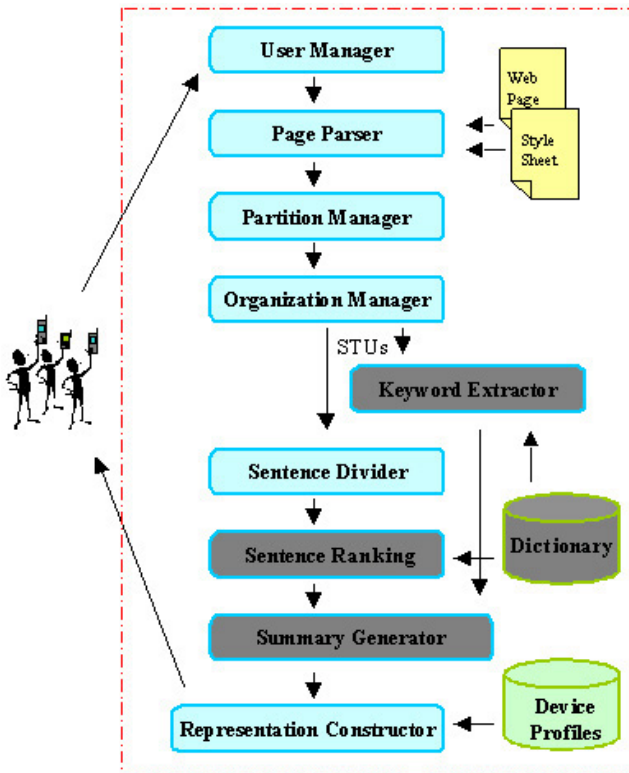 User Manager
Web
Page
Page Parser
Style
Sheet
Partition Manager
Organization Manager
STUs
Keyword Extractor
Sentence Divider
Sentence Ranking
Dictionary
Summary Generator
Representation Constructor
Device
Profiles